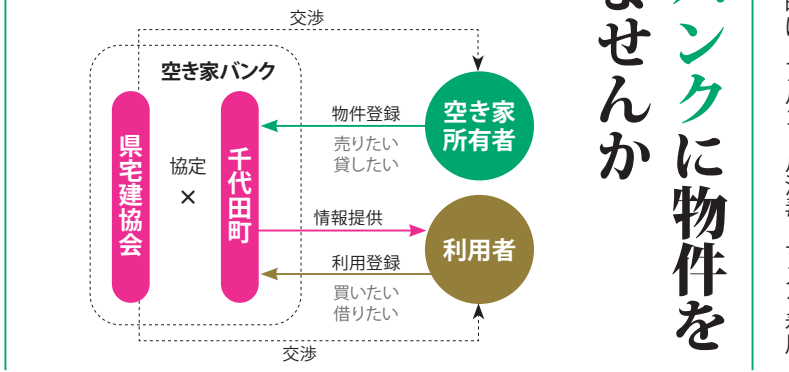 ンクに物件を
ませんか
交渉
空き家バンク
県宅建協会
協定
×
千代田町
物件登録
売りたい
貸したい
空き家
所有者
情報提供
利用登録
買いたい
借りたい
利用者
交渉